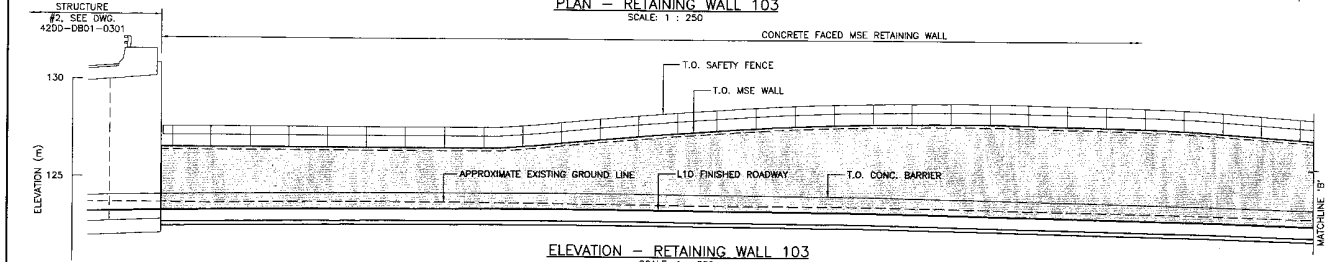 STRUCTURE
#2, SEE DWG.
42DD-DB01-0301
PLAN - RETAINING WALL 103
SCALE: 1 : 250
CONCRETE FACED MSE RETAINING WALL
T.O. SAFETY FENCE
130
T.O. MSE WALL
ELEVATION (m)
125
APPROXIMATE EXISTING GROUND LINE
L1D FINISHED ROADWAY
T.O. CONC. BARRIER
MATCHLINE "B"
ELEVATION - RETAINING WALL 103